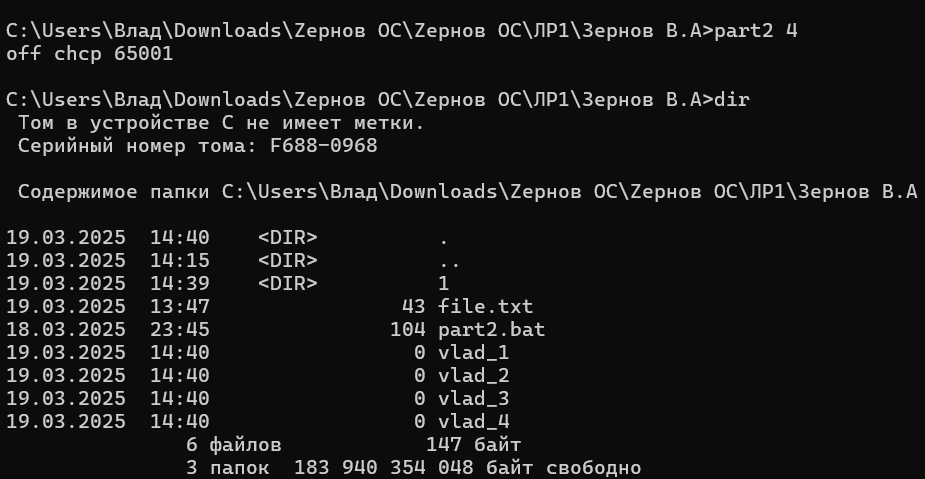 C:\Users\Влад\Downloads\Zернов ОС\Zернов ОС\ЛР1\Зернов В.А>part2 4
off chcp 65001
C:\Users\Влад\Downloads\Zернов ОС\Zернов ОС\ЛР1\Зернов В.А>dir
Том в устройстве C не имеет метки.
Серийный номер тома: F688-0968
Содержимое папки C:\Users\Влад\Downloads\Zернов ОС\Zернов ОС\ЛР1\Зернов В.А
19.03.2025  14:40    <DIR>          .
19.03.2025  14:15    <DIR>          ..
19.03.2025  14:39    <DIR>          1
19.03.2025  13:47                43 file.txt
18.03.2025  23:45               104 part2.bat
19.03.2025  14:40                 0 vlad_1
19.03.2025  14:40                 0 vlad_2
19.03.2025  14:40                 0 vlad_3
19.03.2025  14:40                 0 vlad_4
6 файлов            147 байт
3 папок  183 940 354 048 байт свободно